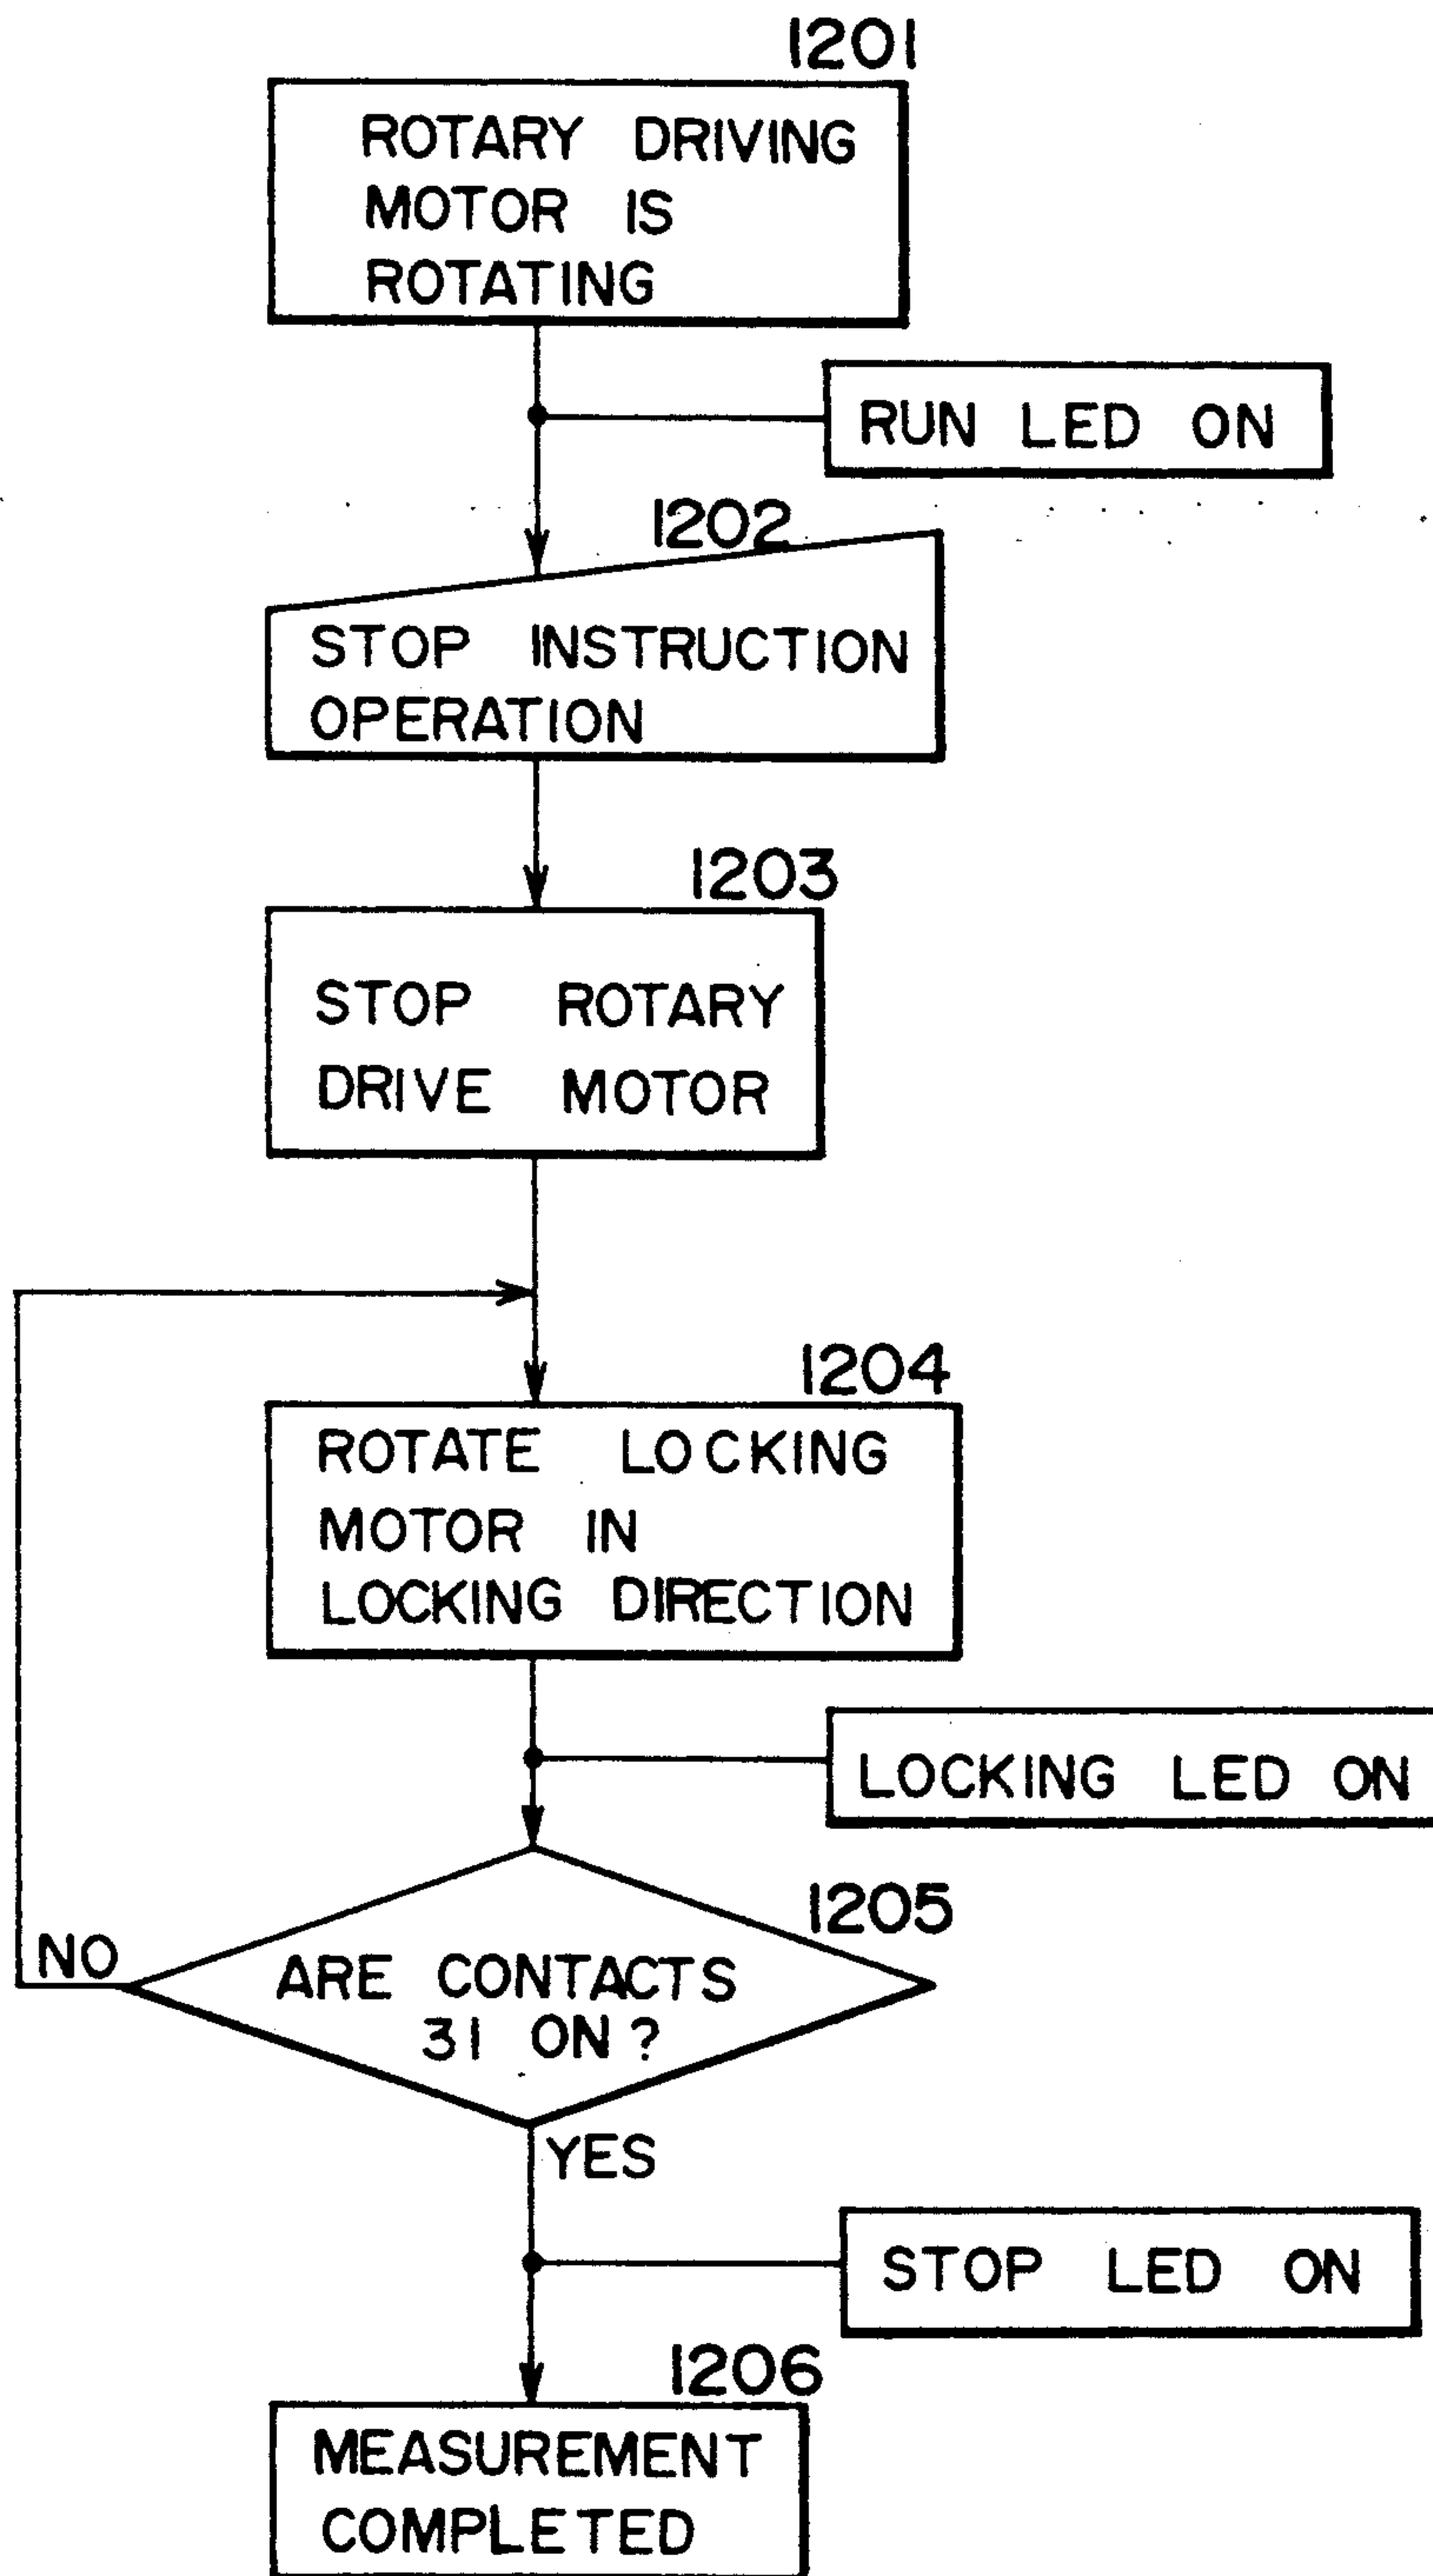 1201
ROTARY DRIVING
MOTOR IS
ROTATING
RUN LED ON
1202
STOP INSTRUCTION
OPERATION
1203
STOP ROTARY
DRIVE MOTOR
1204
ROTATE LOCKING
MOTOR IN
LOCKING DIRECTION
LOCKING LED ON
1205
NO
ARE CONTACTS
31 ON?
YES
STOP LED ON
1206
MEASUREMENT
COMPLETED